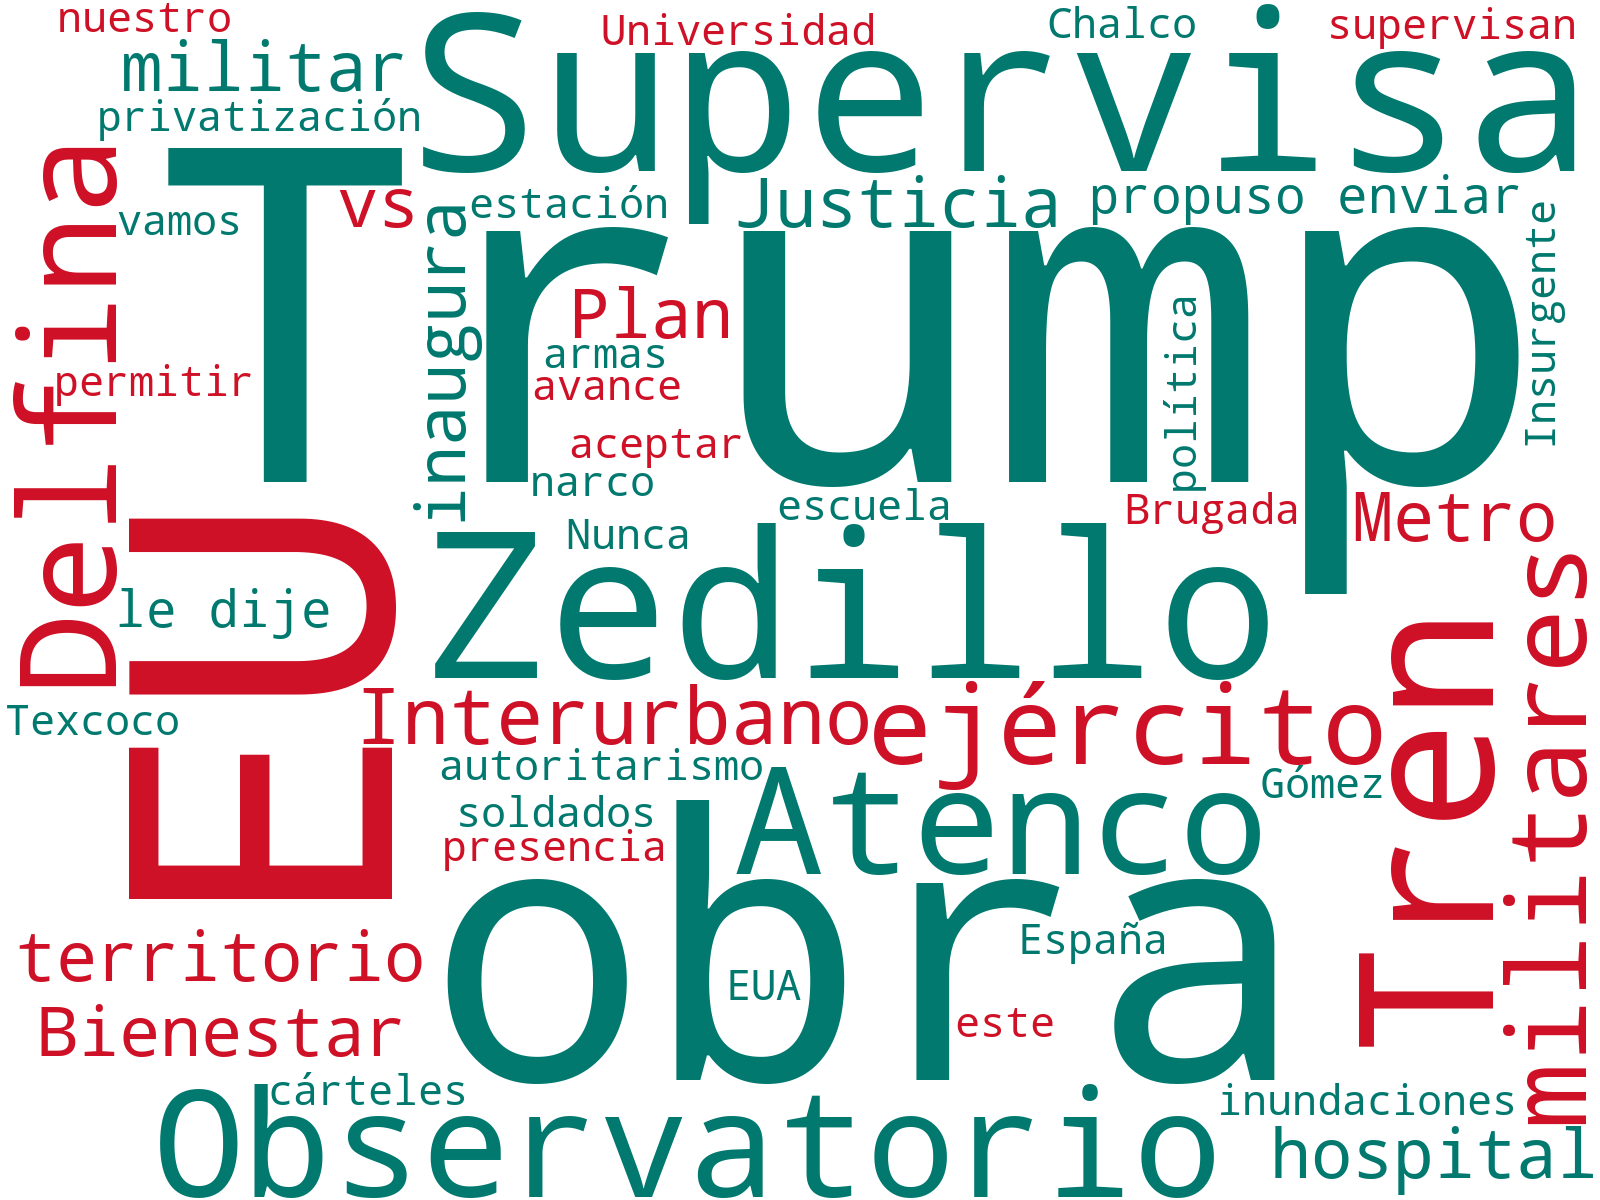 nuestro
Universidad
Chalco
supervisan
militar
Supervisa
privatización
Trump
Delfina
vs
estación
Justicia
propuso enviar
vamos
inaugura
Insurgente
Plan
armas
política
permitir
avance
aceptar
narco
escuela
Brugada
Metro
Nunca
Zedillo
EU
le dije
militares
Tren
Texcoco
Interurbano
ejército
autoritarismo
Atenco
Gómez
soldados
presencia
obra
territorio
España
EUA
Bienestar
este
cárteles
Observatorio
inundaciones
hospital